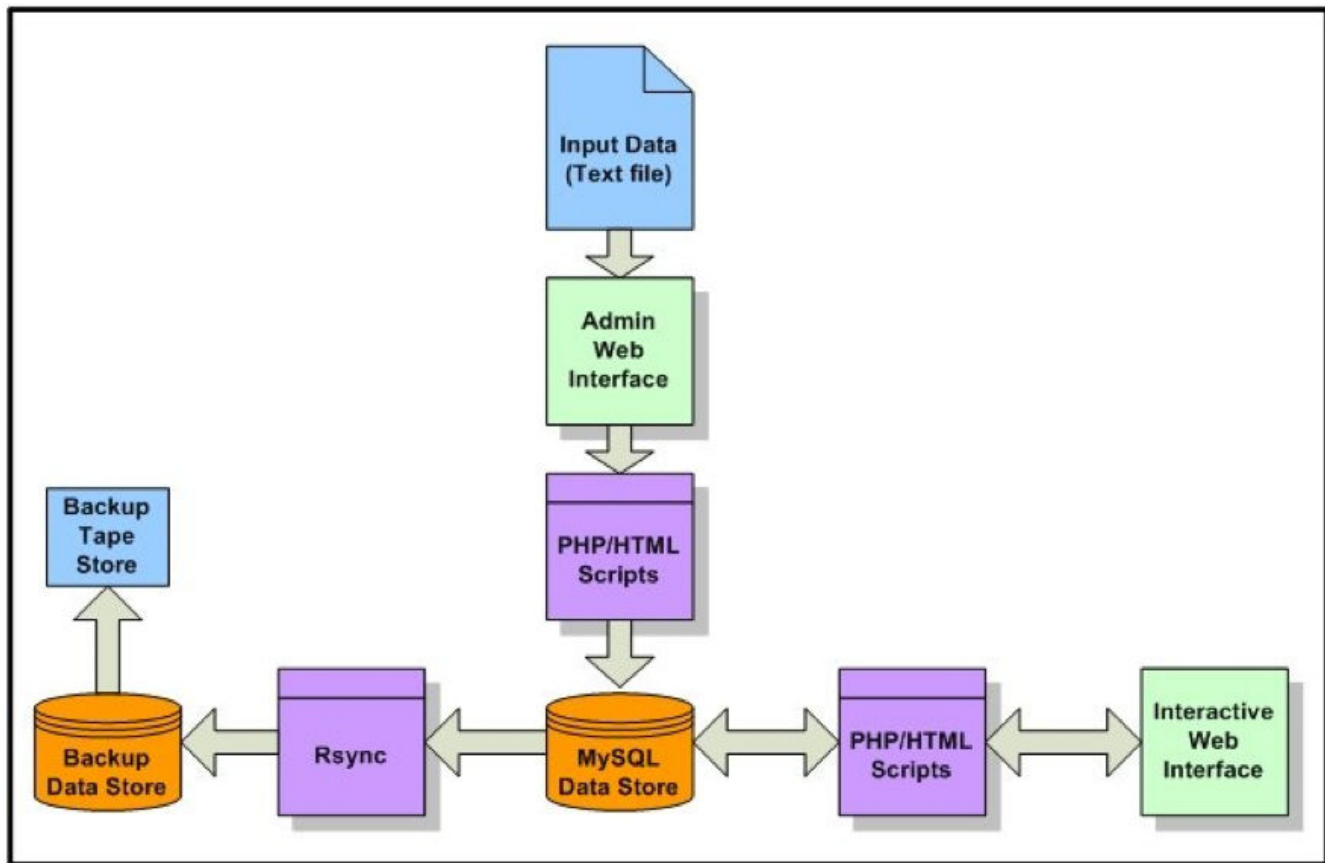 Input Data
(Text file)
Admin
Web
Interface
PHP/HTML
Scripts
Backup
Tape
Store
Backup
Data Store
Rsync
MySQL
Data Store
PHP/HTML
Scripts
Interactive
Web
Interface